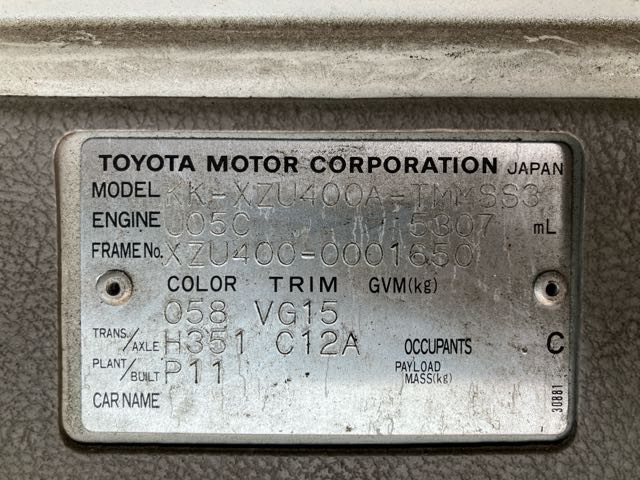 TOYOTA MOTOR CORPORATION JAPAN
MODEL KK-XZU400A-TMMSS3
ENGINE J05C 5307 mL
FRAME No. XZU400-0001650
COLOR TRIM GVM(kg)
058 VG15
TRANS./AXLE H351 C12A OCCUPANTS C
PLANT/BUILT P11 PAYLOAD MASS(kg)
CAR NAME
30881